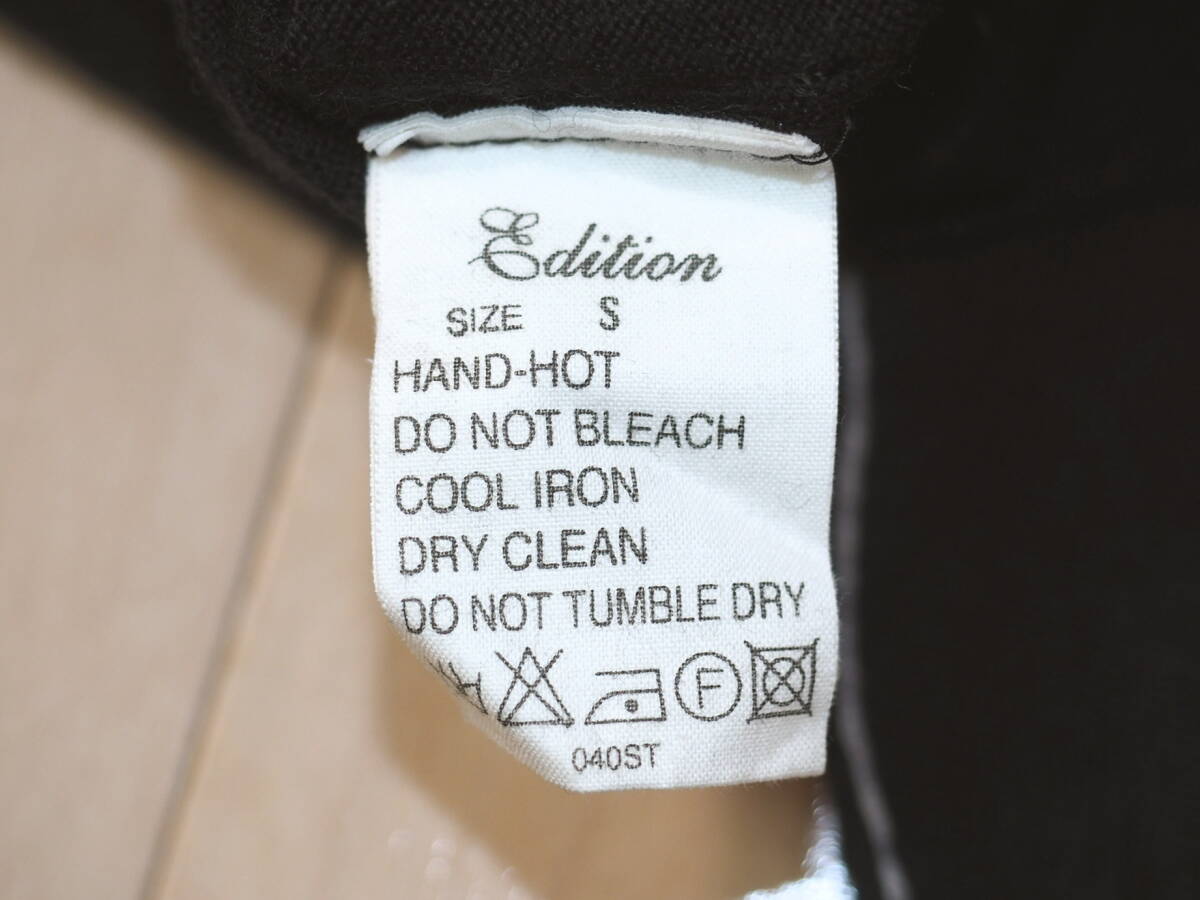 Edition
SIZE S
HAND-HOT
DO NOT BLEACH
COOL IRON
DRY CLEAN
DO NOT TUMBLE DRY
F
040ST